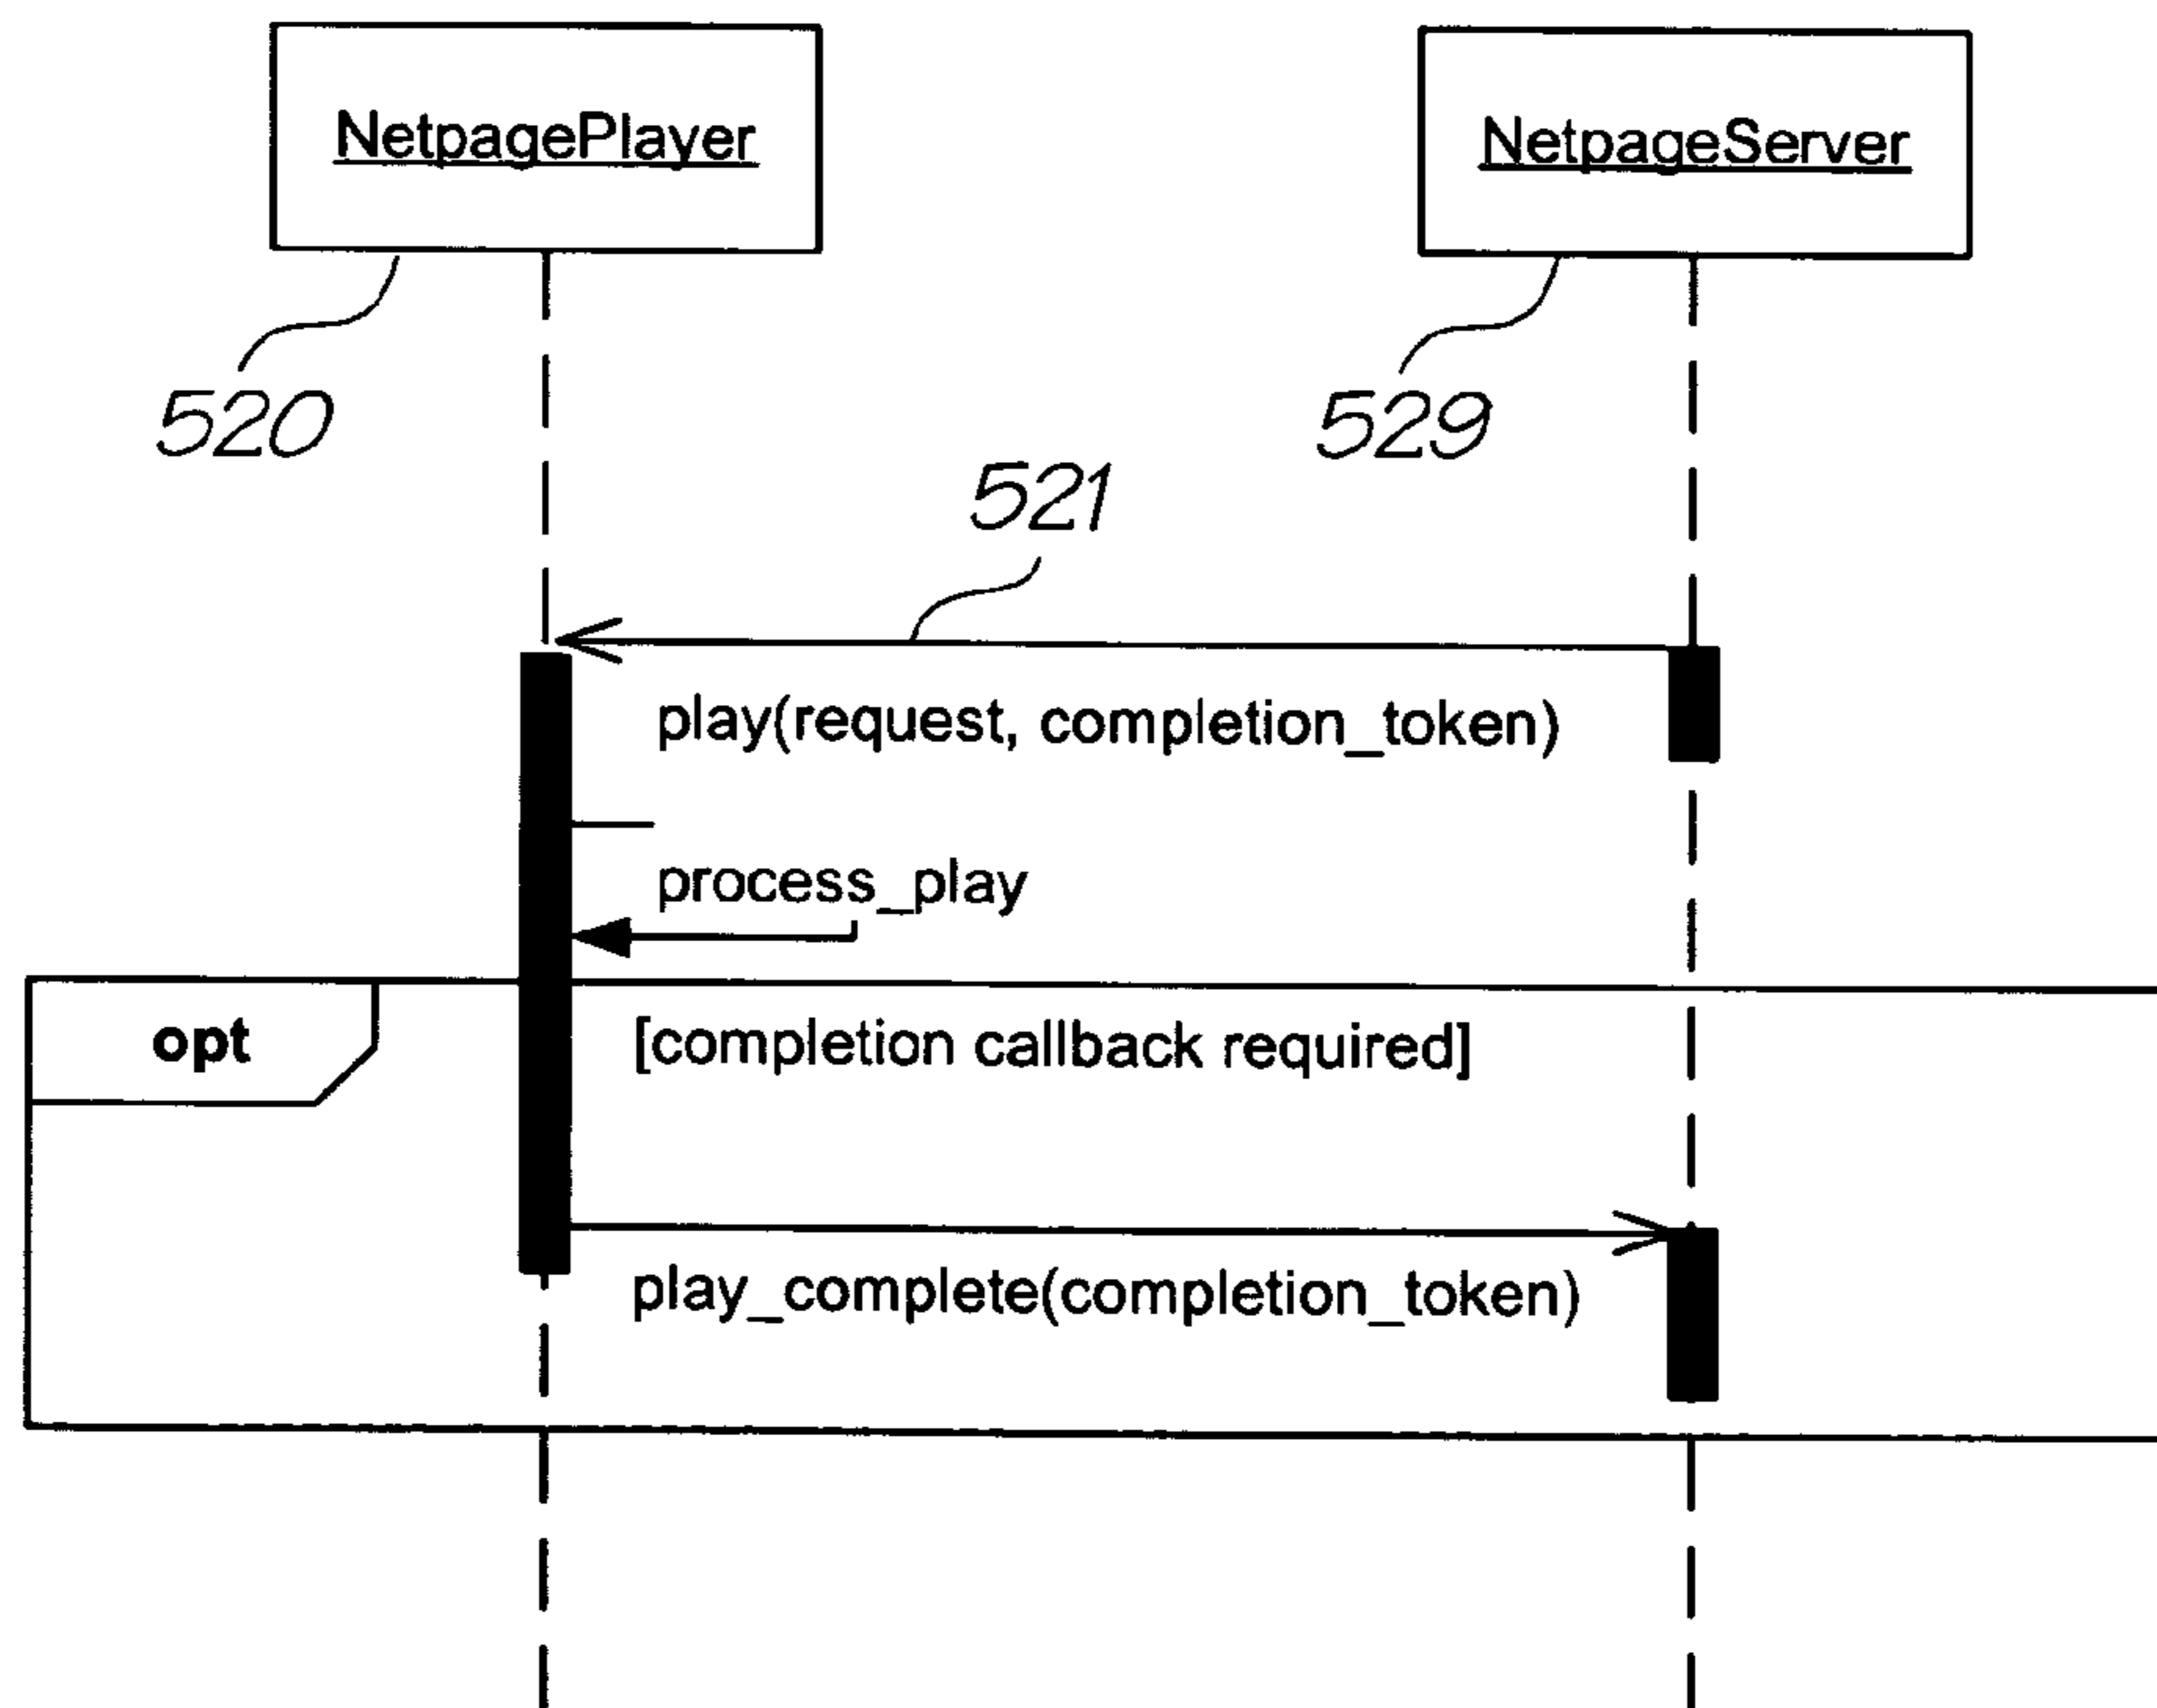 NetpagePlayer
NetpageServer
520
529
521
play(request, completion_token)
process_play
opt
[completion callback required]
play_complete(completion_token)